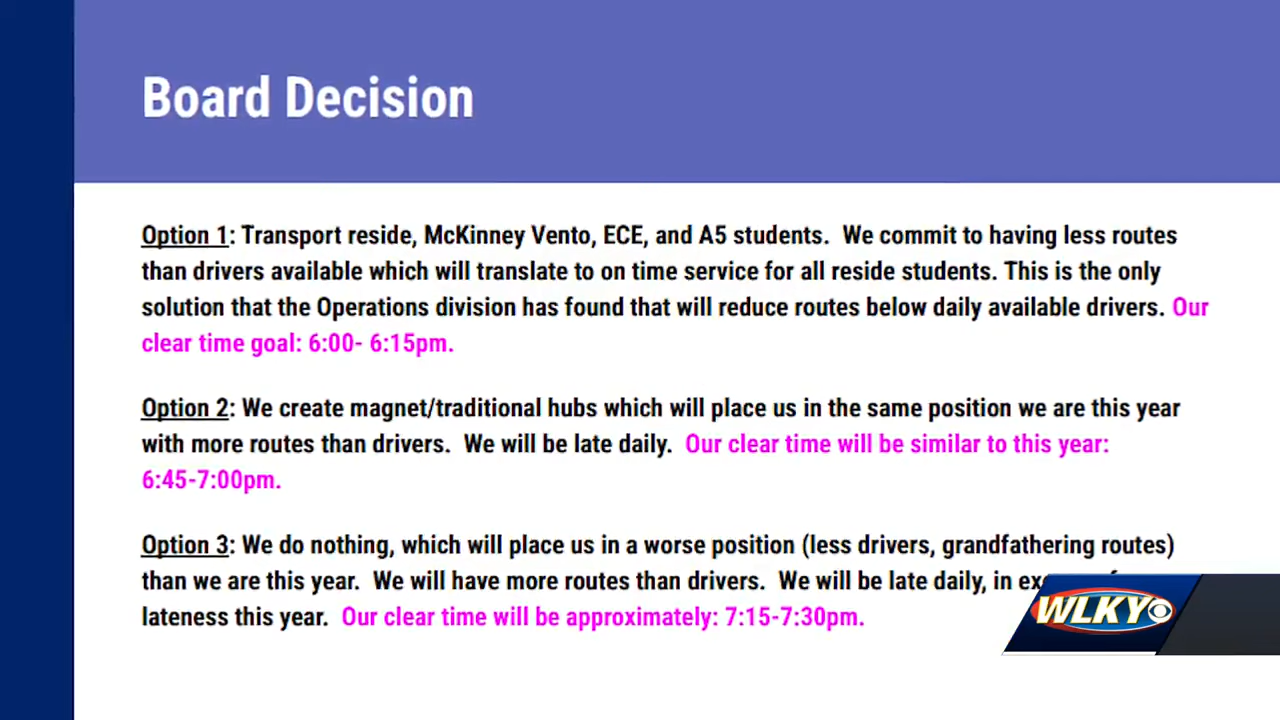 Board Decision
Option 1: Transport reside, McKinney Vento, ECE, and A5 students.  We commit to having less routes
than drivers available which will translate to on time service for all reside students. This is the only
solution that the Operations division has found that will reduce routes below daily available drivers. Our
clear time goal: 6:00- 6:15pm.
Option 2: We create magnet/traditional hubs which will place us in the same position we are this year
with more routes than drivers.  We will be late daily.  Our clear time will be similar to this year:
6:45-7:00pm.
Option 3: We do nothing, which will place us in a worse position (less drivers, grandfathering routes)
than we are this year.  We will have more routes than drivers.  We will be late daily, in
lateness this year.  Our clear time will be approximately: 7:15-7:30pm.
WLKY